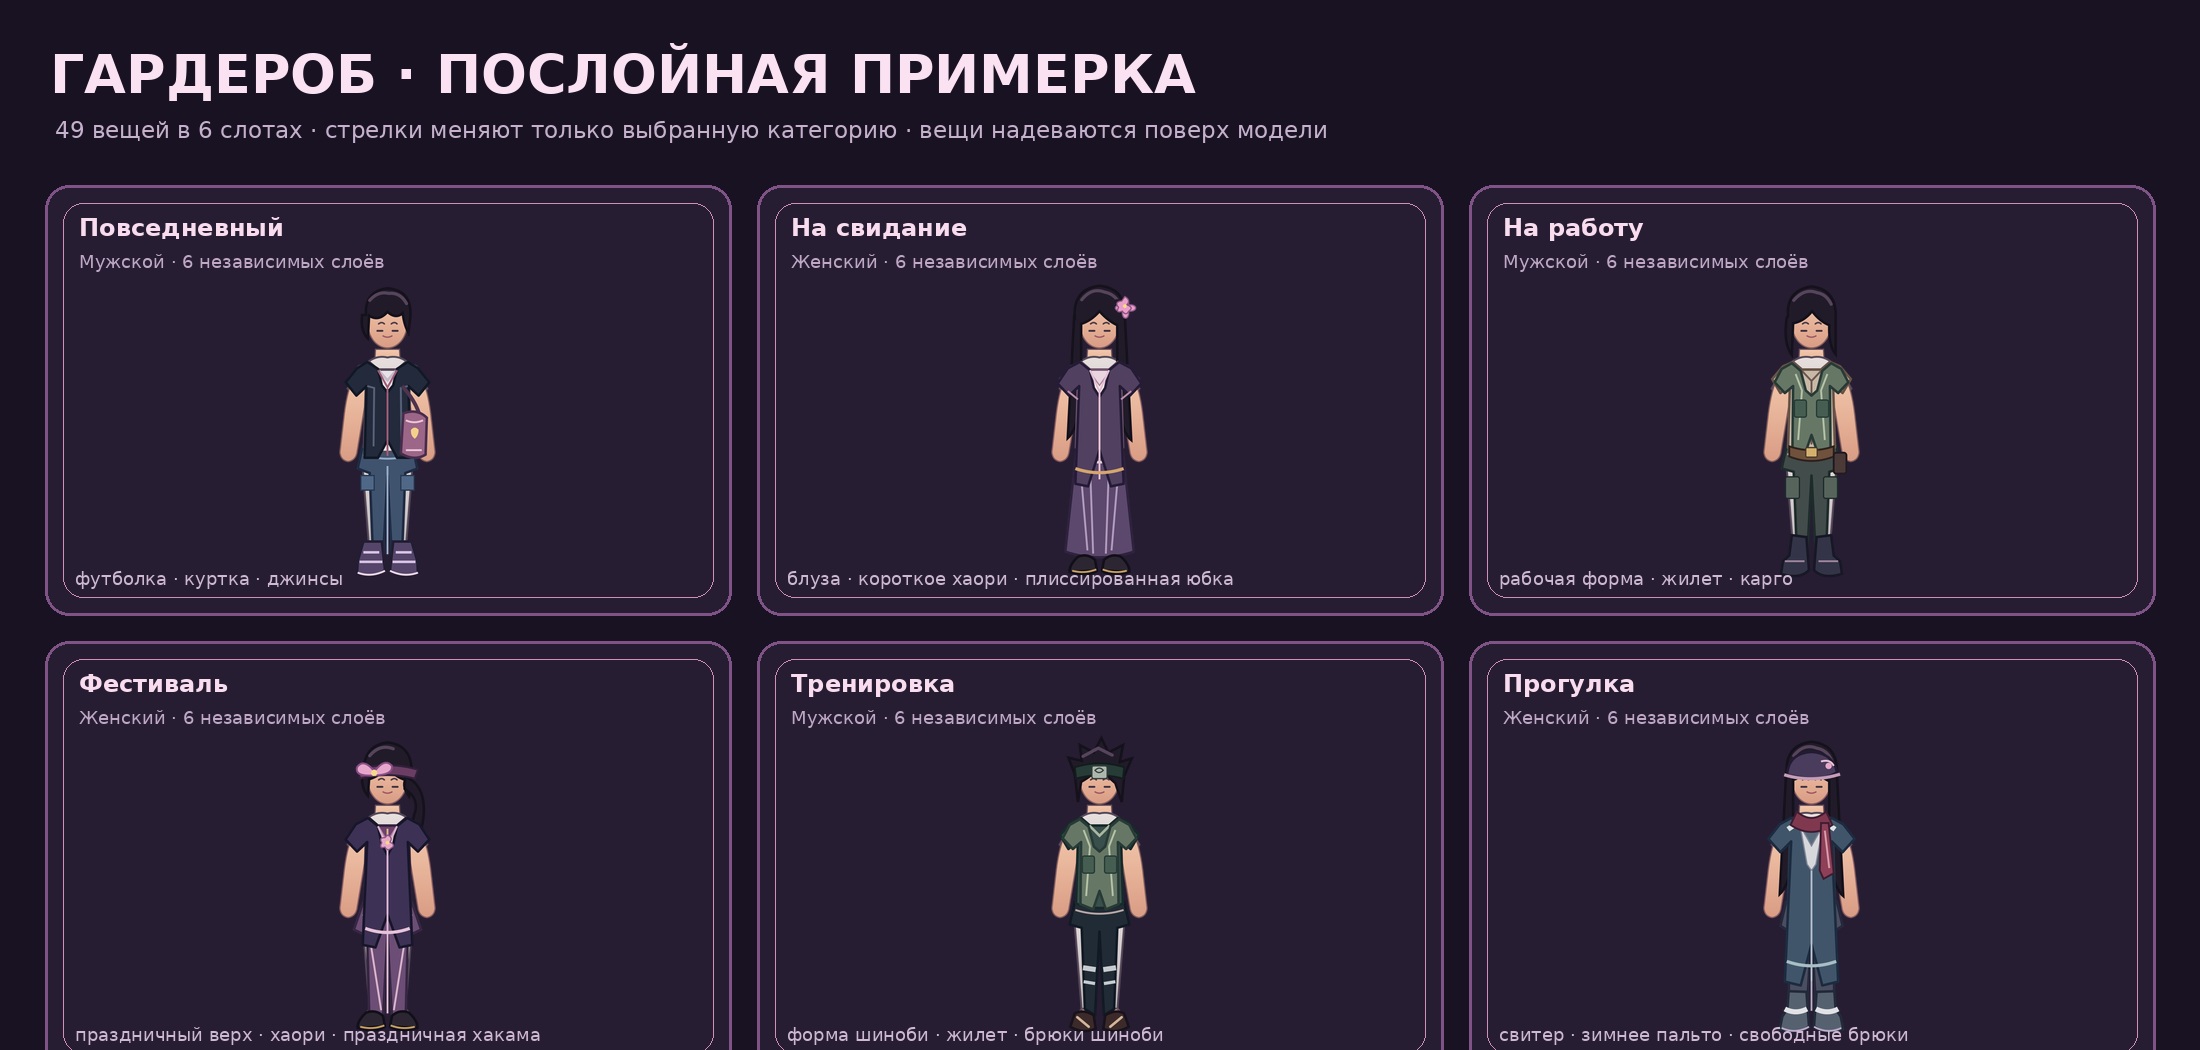 ГАРДЕРОБ · ПОСЛОЙНАЯ ПРИМЕРКА
49 вещей в 6 слотах · стрелки меняют только выбранную категорию · вещи надеваются поверх модели
Повседневный
Мужской · 6 независимых слоёв
футболка · куртка · джинсы
На свидание
Женский · 6 независимых слоёв
блуза · короткое хаори · плиссированная юбка
На работу
Мужской · 6 независимых слоёв
рабочая форма · жилет · карго
Фестиваль
Женский · 6 независимых слоёв
праздничный верх · хаори · праздничная хакама
Тренировка
Мужской · 6 независимых слоёв
форма шиноби · жилет · брюки шиноби
Прогулка
Женский · 6 независимых слоёв
свитер · зимнее пальто · свободные брюки